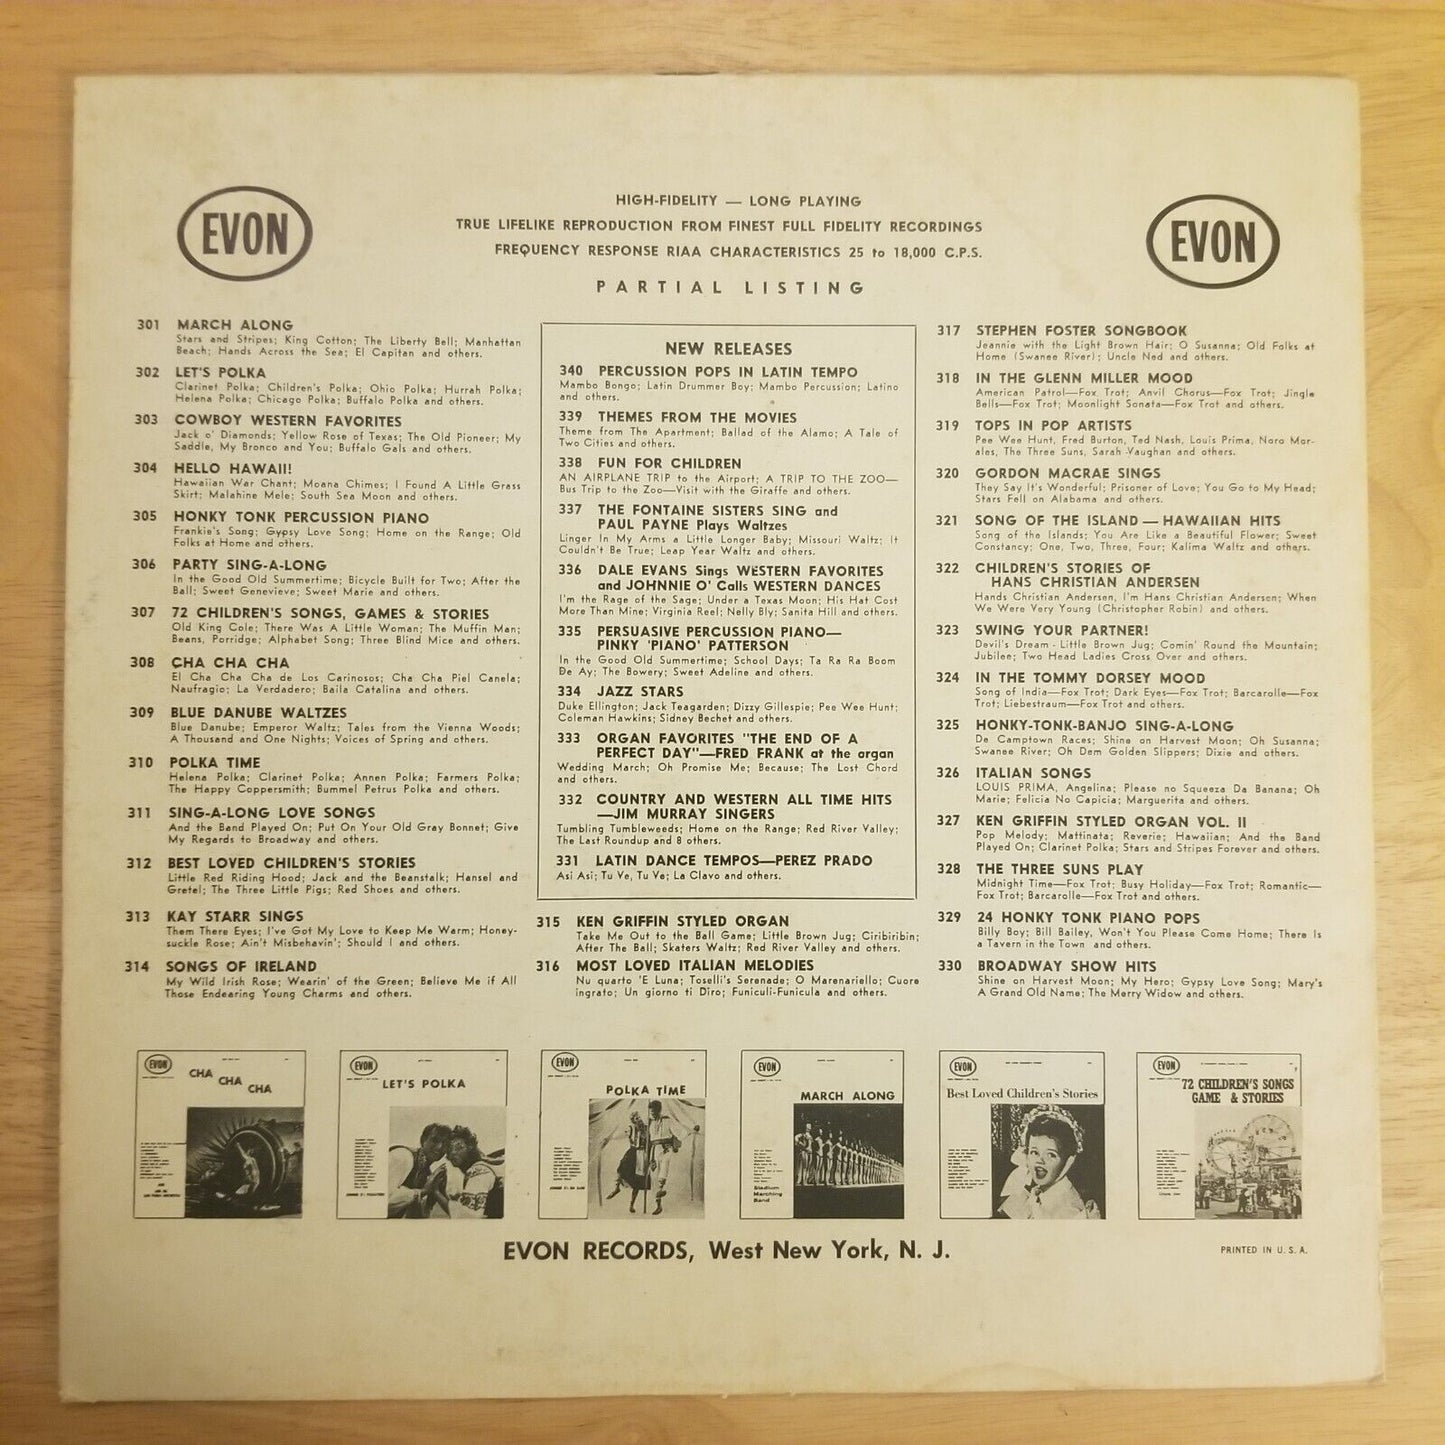 EVON
HIGH-FIDELITY — LONG PLAYING
TRUE LIFELIKE REPRODUCTION FROM FINEST FULL FIDELITY RECORDINGS
FREQUENCY RESPONSE RIAA CHARACTERISTICS 25 to 18,000 C.P.S.
PARTIAL LISTING
EVON
301 MARCH ALONG
Stars and Stripes; King Cotton; The Liberty Bell; Manhattan
Beach; Hands Across the Sea; El Capitan and others.
302 LET'S POLKA
Clarinet Polka; Children's Polka; Ohio Polka; Hurrah Polka;
Helena Polka; Chicago Polka; Buffalo Polka and others.
303 COWBOY WESTERN FAVORITES
Jack o' Diamonds; Yellow Rose of Texas; The Old Pioneer; My
Saddle, My Bronco and You; Buffalo Gals and others.
304 HELLO HAWAII!
Hawaiian War Chant; Moana Chimes; I Found A Little Grass
Skirt; Malahine Mele; South Sea Moon and others.
305 HONKY TONK PERCUSSION PIANO
Frankie's Song; Gypsy Love Song; Home on the Range; Old
Folks at Home and others.
306 PARTY SING-A-LONG
In the Good Old Summertime; Bicycle Built for Two; After the
Ball; Sweet Genevieve; Sweet Marie and others.
307 72 CHILDREN'S SONGS, GAMES & STORIES
Old King Cole; There Was A Little Woman; The Muffin Man;
Beans, Porridge; Alphabet Song; Three Blind Mice and others.
308 CHA CHA CHA
El Cha Cha Cha de Los Carinosos; Cha Cha Piel Canela;
Naufragio; La Verdadero; Baila Catalina and others.
309 BLUE DANUBE WALTZES
Blue Danube; Emperor Waltz; Tales from the Vienna Woods;
A Thousand and One Nights; Voices of Spring and others.
310 POLKA TIME
Helena Polka; Clarinet Polka; Annen Polka; Farmers Polka;
The Happy Coppersmith; Bummel Petrus Polka and others.
311 SING-A-LONG LOVE SONGS
And the Band Played On; Put On Your Old Gray Bonnet; Give
My Regards to Broadway and others.
312 BEST LOVED CHILDREN'S STORIES
Little Red Riding Hood; Jack and the Beanstalk; Hansel and
Gretel; The Three Little Pigs; Red Shoes and others.
313 KAY STARR SINGS
Them There Eyes; I've Got My Love to Keep Me Warm; Honey-
suckle Rose; Ain't Misbehavin'; Should I and others.
314 SONGS OF IRELAND
My Wild Irish Rose; Wearin' of the Green; Believe Me if All
Those Endearing Young Charms and others.
NEW RELEASES
340 PERCUSSION POPS IN LATIN TEMPO
Mambo Bongo; Latin Drummer Boy; Mambo Percussion; Latino
and others.
339 THEMES FROM THE MOVIES
Theme from The Apartment; Ballad of the Alamo; A Tale of
Two Cities and others.
338 FUN FOR CHILDREN
AN AIRPLANE TRIP to the Airport; A TRIP TO THE ZOO—
Bus Trip to the Zoo—Visit with the Giraffe and others.
337 THE FONTAINE SISTERS SING and
PAUL PAYNE Plays Waltzes
Linger In My Arms a Little Longer Baby; Missouri Waltz; It
Couldn't Be True; Leap Year Waltz and others.
336 DALE EVANS Sings WESTERN FAVORITES
and JOHNNIE O' Calls WESTERN DANCES
I'm the Rage of the Sage; Under a Texas Moon; His Hat Cost
More Than Mine; Virginia Reel; Nelly Bly; Sanita Hill and others.
335 PERSUASIVE PERCUSSION PIANO—
PINKY 'PIANO' PATTERSON
In the Good Old Summertime; School Days; Ta Ra Ra Boom
De Ay; The Bowery; Sweet Adeline and others.
334 JAZZ STARS
Duke Ellington; Jack Teagarden; Dizzy Gillespie; Pee Wee Hunt;
Coleman Hawkins; Sidney Bechet and others.
333 ORGAN FAVORITES "THE END OF A
PERFECT DAY"—FRED FRANK at the organ
Wedding March; Oh Promise Me; Because; The Lost Chord
and others.
332 COUNTRY AND WESTERN ALL TIME HITS
—JIM MURRAY SINGERS
Tumbling Tumbleweeds; Home on the Range; Red River Valley;
The Last Roundup and 8 others.
331 LATIN DANCE TEMPOS—PEREZ PRADO
Asi Asi; Tu Ve, Tu Ve; La Clavo and others.
315 KEN GRIFFIN STYLED ORGAN
Take Me Out to the Ball Game; Little Brown Jug; Ciribiribin;
After The Ball; Skaters Waltz; Red River Valley and others.
316 MOST LOVED ITALIAN MELODIES
Nu quarto 'E Luna; Toselli's Serenade; O Marenariello; Cuore
ingrato; Un giorno ti Diro; Funiculi-Funicula and others.
317 STEPHEN FOSTER SONGBOOK
Jeannie with the Light Brown Hair; O Susanna; Old Folks at
Home (Swanee River); Uncle Ned and others.
318 IN THE GLENN MILLER MOOD
American Patrol—Fox Trot; Anvil Chorus—Fox Trot; Jingle
Bells—Fox Trot; Moonlight Sonata—Fox Trot and others.
319 TOPS IN POP ARTISTS
Pee Wee Hunt, Fred Burton, Ted Nash, Louis Prima, Noro Mor-
ales, The Three Suns, Sarah Vaughan and others.
320 GORDON MACRAE SINGS
They Say It's Wonderful; Prisoner of Love; You Go to My Head;
Stars Fell on Alabama and others.
321 SONG OF THE ISLAND — HAWAIIAN HITS
Song of the Islands; You Are Like a Beautiful Flower; Sweet
Constancy; One, Two, Three, Four; Kalima Waltz and others.
322 CHILDREN'S STORIES OF
HANS CHRISTIAN ANDERSEN
Hands Christian Andersen, I'm Hans Christian Andersen; When
We Were Very Young (Christopher Robin) and others.
323 SWING YOUR PARTNER!
Devil's Dream - Little Brown Jug; Comin' Round the Mountain;
Jubilee; Two Head Ladies Cross Over and others.
324 IN THE TOMMY DORSEY MOOD
Song of India—Fox Trot; Dark Eyes—Fox Trot; Barcarolle—Fox
Trot; Liebestraum—Fox Trot and others.
325 HONKY-TONK-BANJO SING-A-LONG
De Camptown Races; Shine on Harvest Moon; Oh Susanna;
Swanee River; Oh Dem Golden Slippers; Dixie and others.
326 ITALIAN SONGS
LOUIS PRIMA, Angelina; Please no Squeeza Da Banana; Oh
Marie; Felicia No Capicia; Marguerita and others.
327 KEN GRIFFIN STYLED ORGAN VOL. II
Pop Melody; Mattinata; Reverie; Hawaiian; And the Band
Played On; Clarinet Polka; Stars and Stripes Forever and others.
328 THE THREE SUNS PLAY
Midnight Time—Fox Trot; Busy Holiday—Fox Trot; Romantic—
Fox Trot; Barcarolle—Fox Trot and others.
329 24 HONKY TONK PIANO POPS
Billy Boy; Bill Bailey, Won't You Please Come Home; There Is
a Tavern in the Town and others.
330 BROADWAY SHOW HITS
Shine on Harvest Moon; My Hero; Gypsy Love Song; Mary's
A Grand Old Name; The Merry Widow and others.
EVON
CHA
CHA
CHA
EVON
LET'S POLKA
EVON
POLKA TIME
EVON
MARCH ALONG
Stadium
Marching
Band
EVON
Best Loved Children's Stories
EVON
72 CHILDREN'S SONGS
GAME & STORIES
EVON RECORDS, West New York, N. J.
PRINTED IN U. S. A.